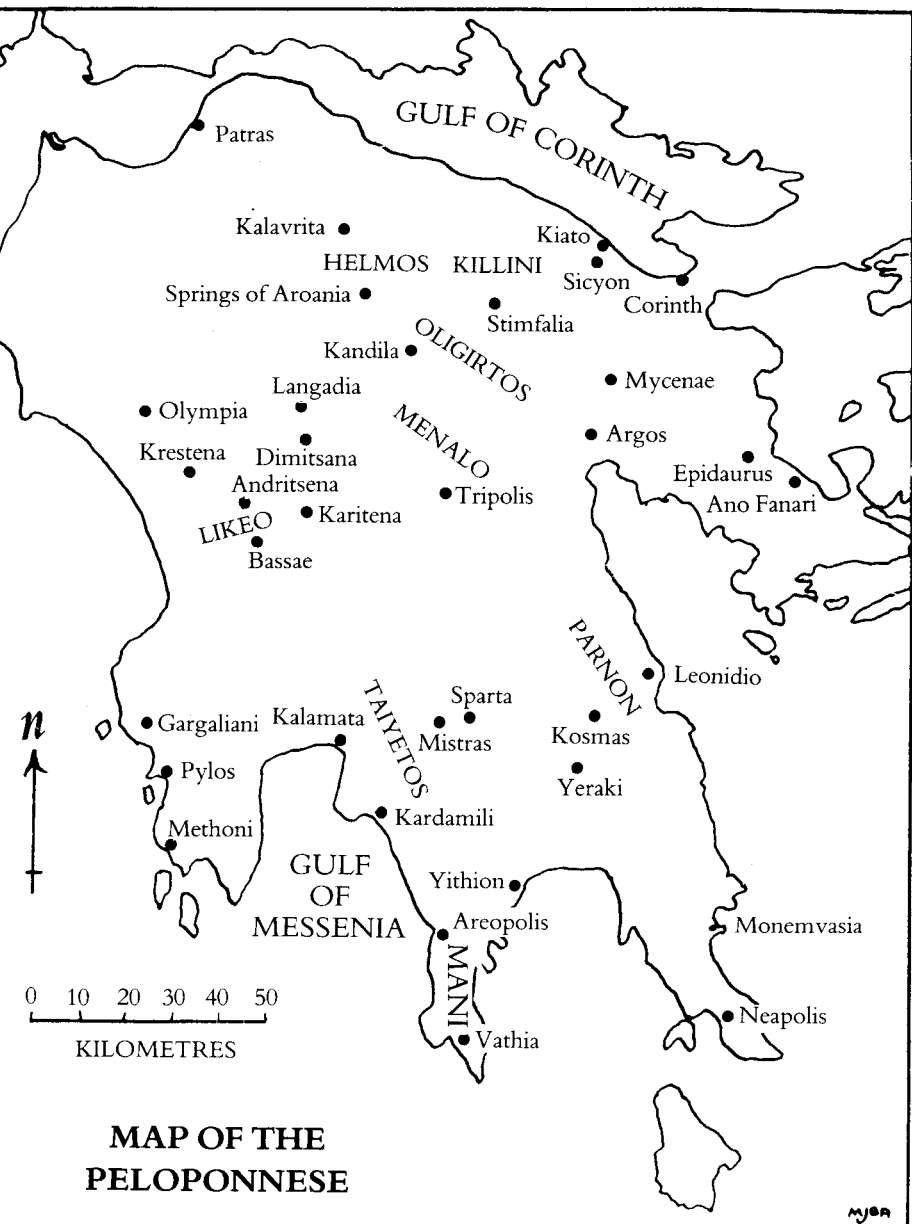 GULF OF CORINTH
Patras
Kalavrita
Kiato
HELMOS
KILLINI
Sicyon
Springs of Aroania
Corinth
Stimfalia
OLIGIRTOS
Kandila
Mycenae
Langadia
Olympia
MENALO
Argos
Krestena
Dimitsana
Epidaurus
Andritsena
Tripolis
Ano Fanari
Karitena
LIKEO
Bassae
PARNON
Leonidio
TAIYETOS
Sparta
Kalamata
Gargaliani
Mistras
Kosmas
n
Pylos
Yeraki
Kardamili
Methoni
GULF
OF
MESSENIA
Yithion
Areopolis
Monemvasia
MANI
0 10 20 30 40 50
KILOMETRES
Neapolis
Vathia
MAP OF THE
PELOPONNESE
MJBA